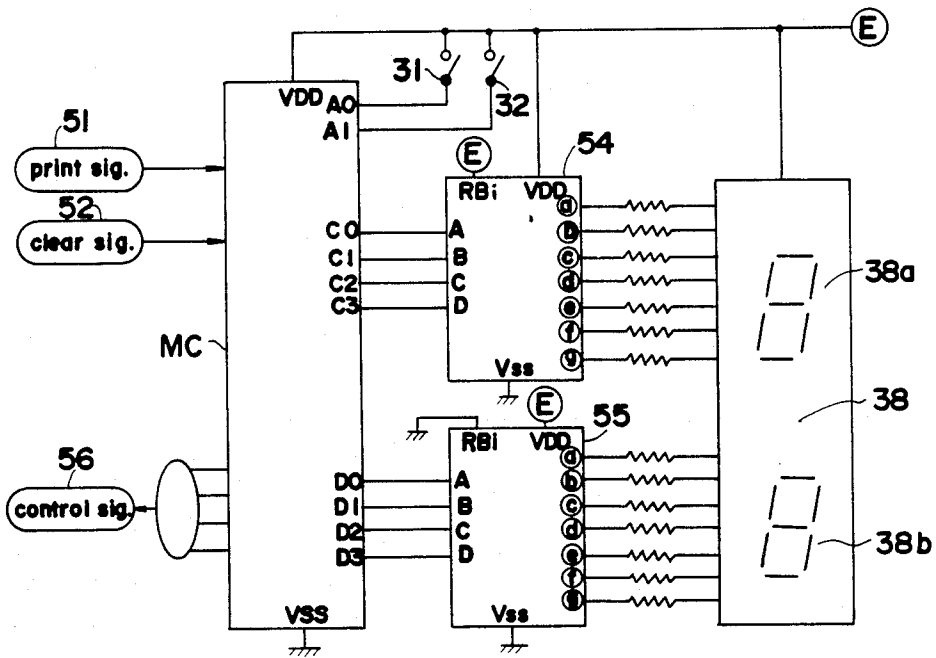 E
31
32
VDD
A0
A1
51
print sig.
52
clear sig.
MC
56
control sig.
C0
C1
C2
C3
D0
D1
D2
D3
VSS
E
54
RBi VDD
A
B
C
D
a
b
c
d
e
f
g
Vss
E
55
RBi VDD
A
B
C
D
a
b
c
d
e
f
g
Vss
38a
38
38b